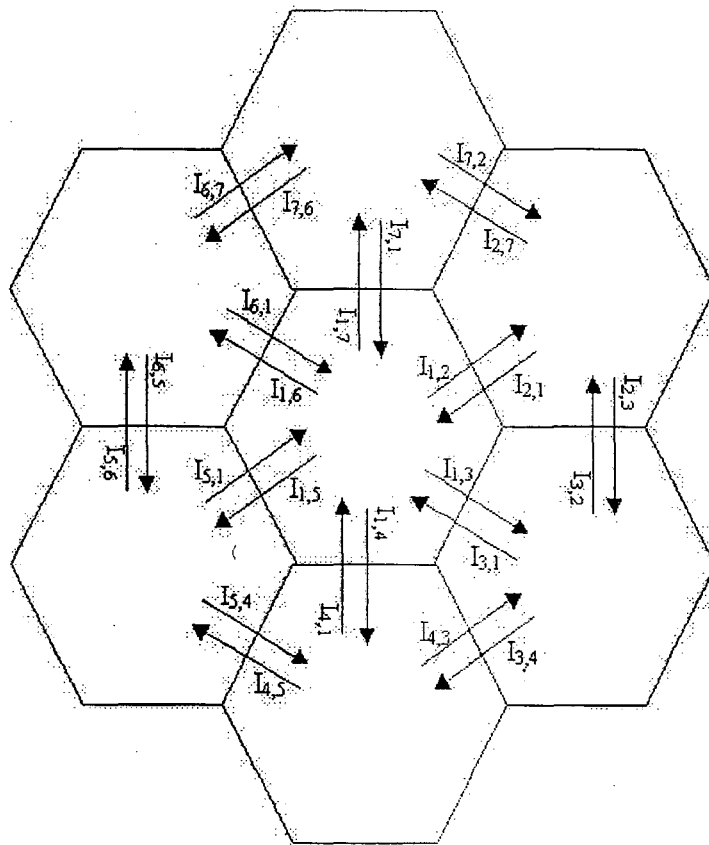 I6,7
I7,6
I7,2
I2,7
I7,1
I1,7
I6,1
I1,6
I1,2
I2,1
I6,5
I5,6
I2,3
I3,2
I5,1
I1,5
I1,3
I3,1
I1,4
I4,1
I5,4
I4,5
I4,3
I3,4